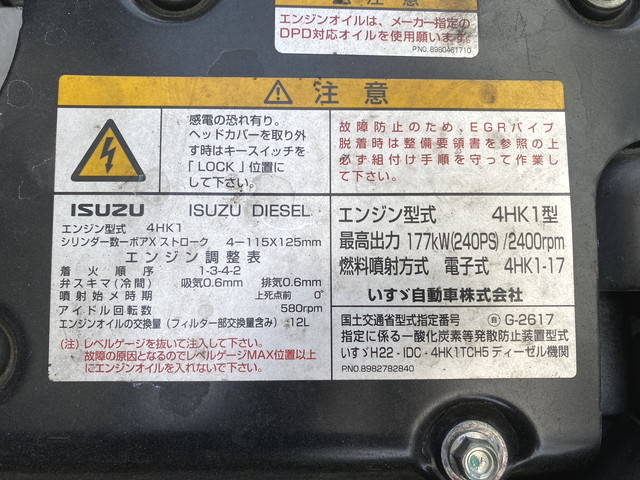 注意
エンジンオイルは、メーカー指定の
DPD対応オイルを使用願います。
P.NO. 8980461710
注意
感電の恐れ有り。
ヘッドカバーを取り外
す時はキースイッチを
「LOCK」位置に
して下さい。
故障防止のため、EGRパイプ
脱着時は整備要領書を参照の上
必ず組付け手順を守って作業し
て下さい。
ISUZU ISUZU DIESEL
エンジン型式 4HK1
シリンダー数ーボアX ストローク 4ー115X125mm
エンジン調整表
着火順序 1-3-4-2
弁スキマ(冷間) 吸気0.6mm 排気0.6mm
噴射始メ時期 上死点前 0°
アイドル回転数 580rpm
エンジンオイルの交換量(フィルター部交換量含み) 12L
(注) レベルゲージを抜いて注入して下さい。
故障の原因となるのでレベルゲージMAX位置以上
にエンジンオイルを入れないで下さい。
エンジン型式 4HK1型
最高出力 177kW(240PS)/2400rpm
燃料噴射方式 電子式 4HK1-17
いすゞ自動車株式会社
国土交通省型式指定番号 G-2617
指定に係る一酸化炭素等発散防止装置型式
いすゞH22-IDC-4HK1TCH5ディーゼル機関
P.NO.8982782840